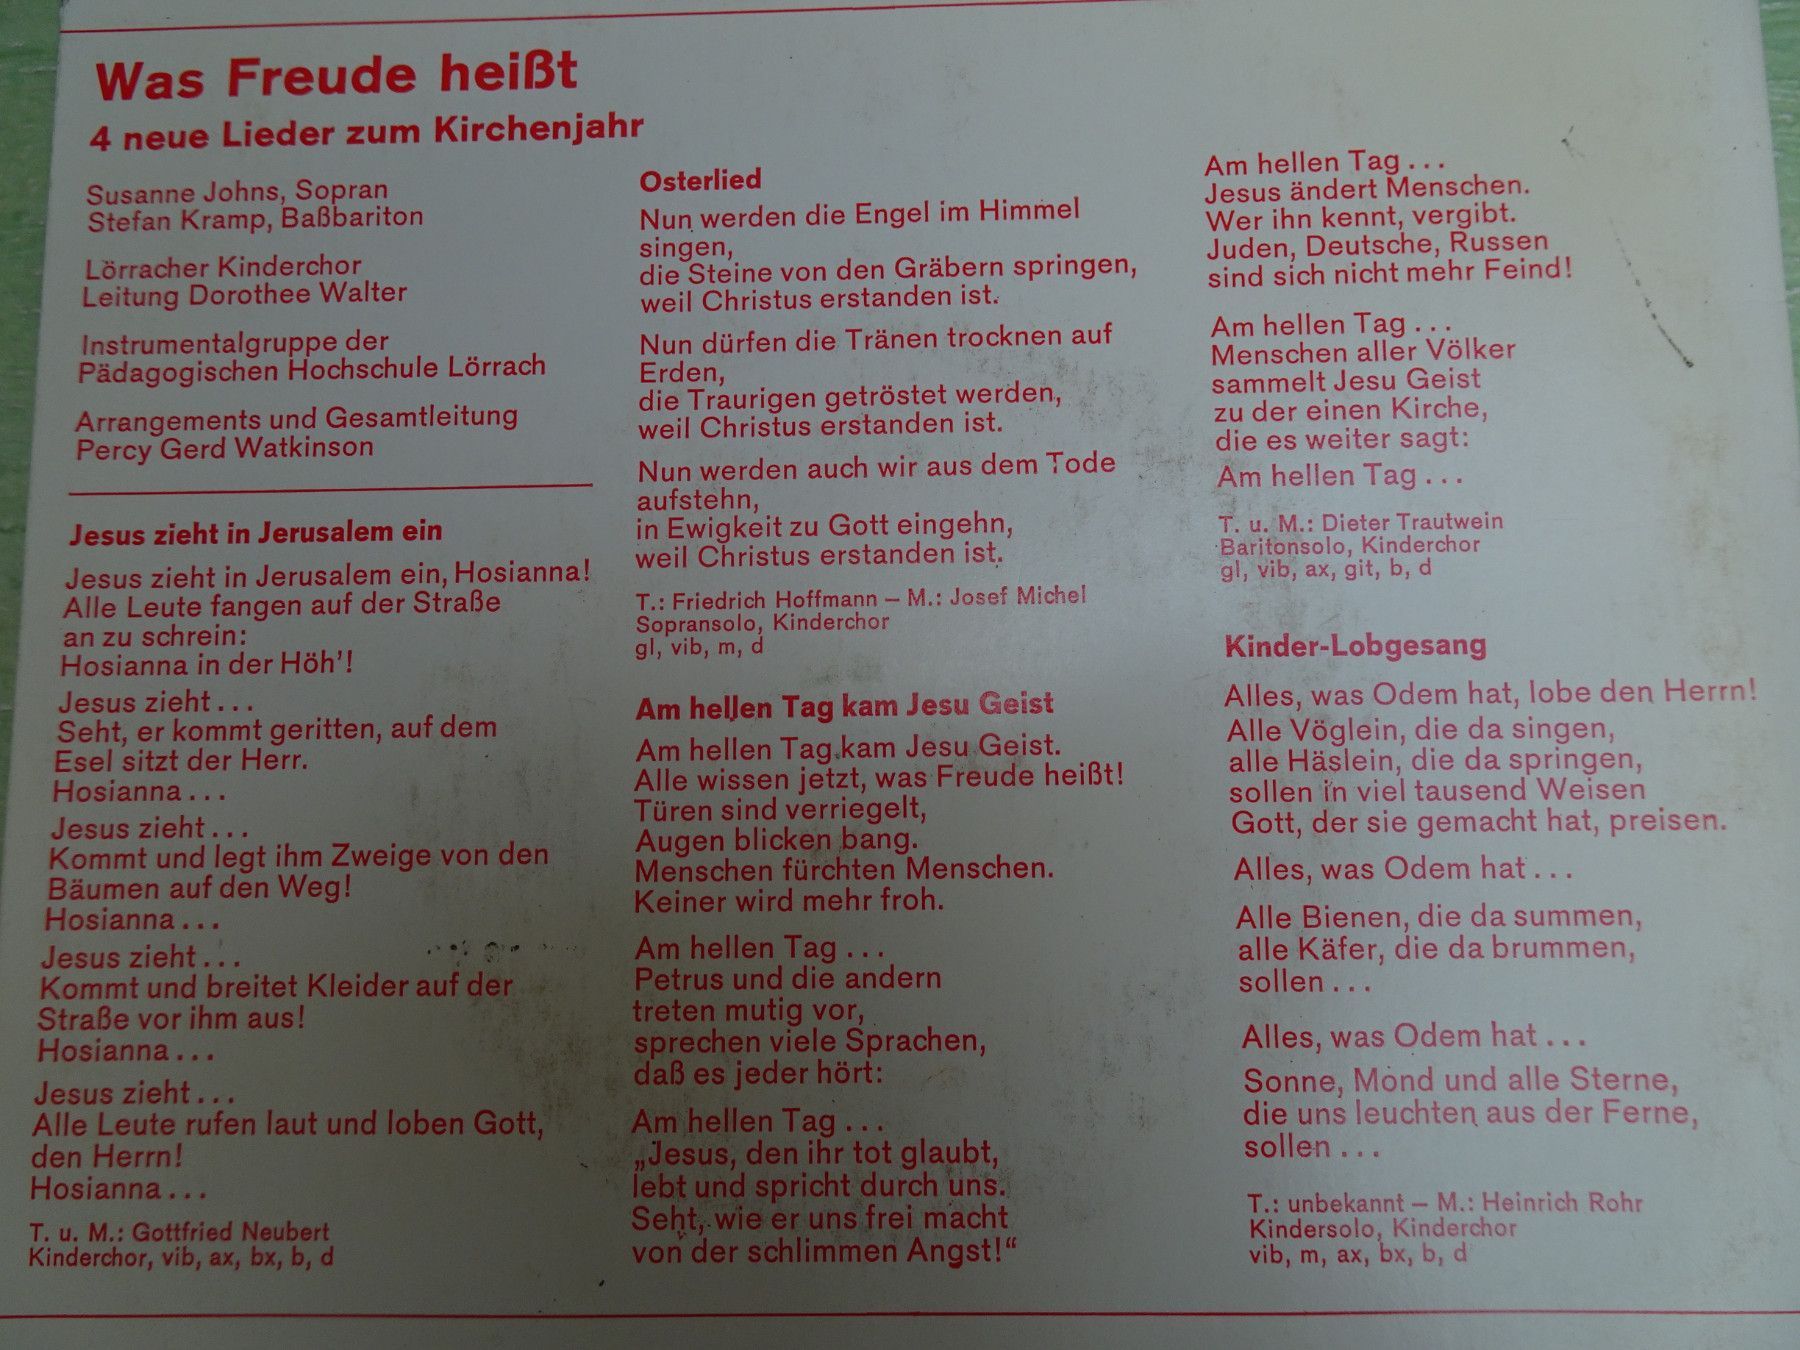 Was Freude heißt
4 neue Lieder zum Kirchenjahr
Susanne Johns, Sopran
Stefan Kramp, Baßbariton
Lörracher Kinderchor
Leitung Dorothee Walter
Instrumentalgruppe der
Pädagogischen Hochschule Lörrach
Arrangements und Gesamtleitung
Percy Gerd Watkinson
Jesus zieht in Jerusalem ein
Jesus zieht in Jerusalem ein, Hosianna!
Alle Leute fangen auf der Straße
an zu schrein:
Hosianna in der Höh'!
Jesus zieht...
Seht, er kommt geritten, auf dem
Esel sitzt der Herr.
Hosianna...
Jesus zieht...
Kommt und legt ihm Zweige von den
Bäumen auf den Weg!
Hosianna...
Jesus zieht...
Kommt und breitet Kleider auf der
Straße vor ihm aus!
Hosianna...
Jesus zieht...
Alle Leute rufen laut und loben Gott,
den Herrn!
Hosianna...
T. u. M.: Gottfried Neubert
Kinderchor, vib, ax, bx, b, d
Osterlied
Nun werden die Engel im Himmel
singen,
die Steine von den Gräbern springen,
weil Christus erstanden ist.
Nun dürfen die Tränen trocknen auf
Erden,
die Traurigen getröstet werden,
weil Christus erstanden ist.
Nun werden auch wir aus dem Tode
aufstehn,
in Ewigkeit zu Gott eingehn,
weil Christus erstanden ist.
T.: Friedrich Hoffmann – M.: Josef Michel
Sopransolo, Kinderchor
gl, vib, m, d
Am hellen Tag kam Jesu Geist
Am hellen Tag kam Jesu Geist.
Alle wissen jetzt, was Freude heißt!
Türen sind verriegelt,
Augen blicken bang.
Menschen fürchten Menschen.
Keiner wird mehr froh.
Am hellen Tag...
Petrus und die andern
treten mutig vor,
sprechen viele Sprachen,
daß es jeder hört:
Am hellen Tag...
„Jesus, den ihr tot glaubt,
lebt und spricht durch uns.
Seht, wie er uns frei macht
von der schlimmen Angst!“
Am hellen Tag...
Jesus ändert Menschen.
Wer ihn kennt, vergibt.
Juden, Deutsche, Russen
sind sich nicht mehr Feind!
Am hellen Tag...
Menschen aller Völker
sammelt Jesu Geist
zu der einen Kirche,
die es weiter sagt:
Am hellen Tag...
T. u. M.: Dieter Trautwein
Baritonsolo, Kinderchor
gl, vib, ax, git, b, d
Kinder-Lobgesang
Alles, was Odem hat, lobe den Herrn!
Alle Vöglein, die da singen,
alle Häslein, die da springen,
sollen in viel tausend Weisen
Gott, der sie gemacht hat, preisen.
Alles, was Odem hat...
Alle Bienen, die da summen,
alle Käfer, die da brummen,
sollen...
Alles, was Odem hat...
Sonne, Mond und alle Sterne,
die uns leuchten aus der Ferne,
sollen...
T.: unbekannt – M.: Heinrich Rohr
Kindersolo, Kinderchor
vib, m, ax, bx, b, d